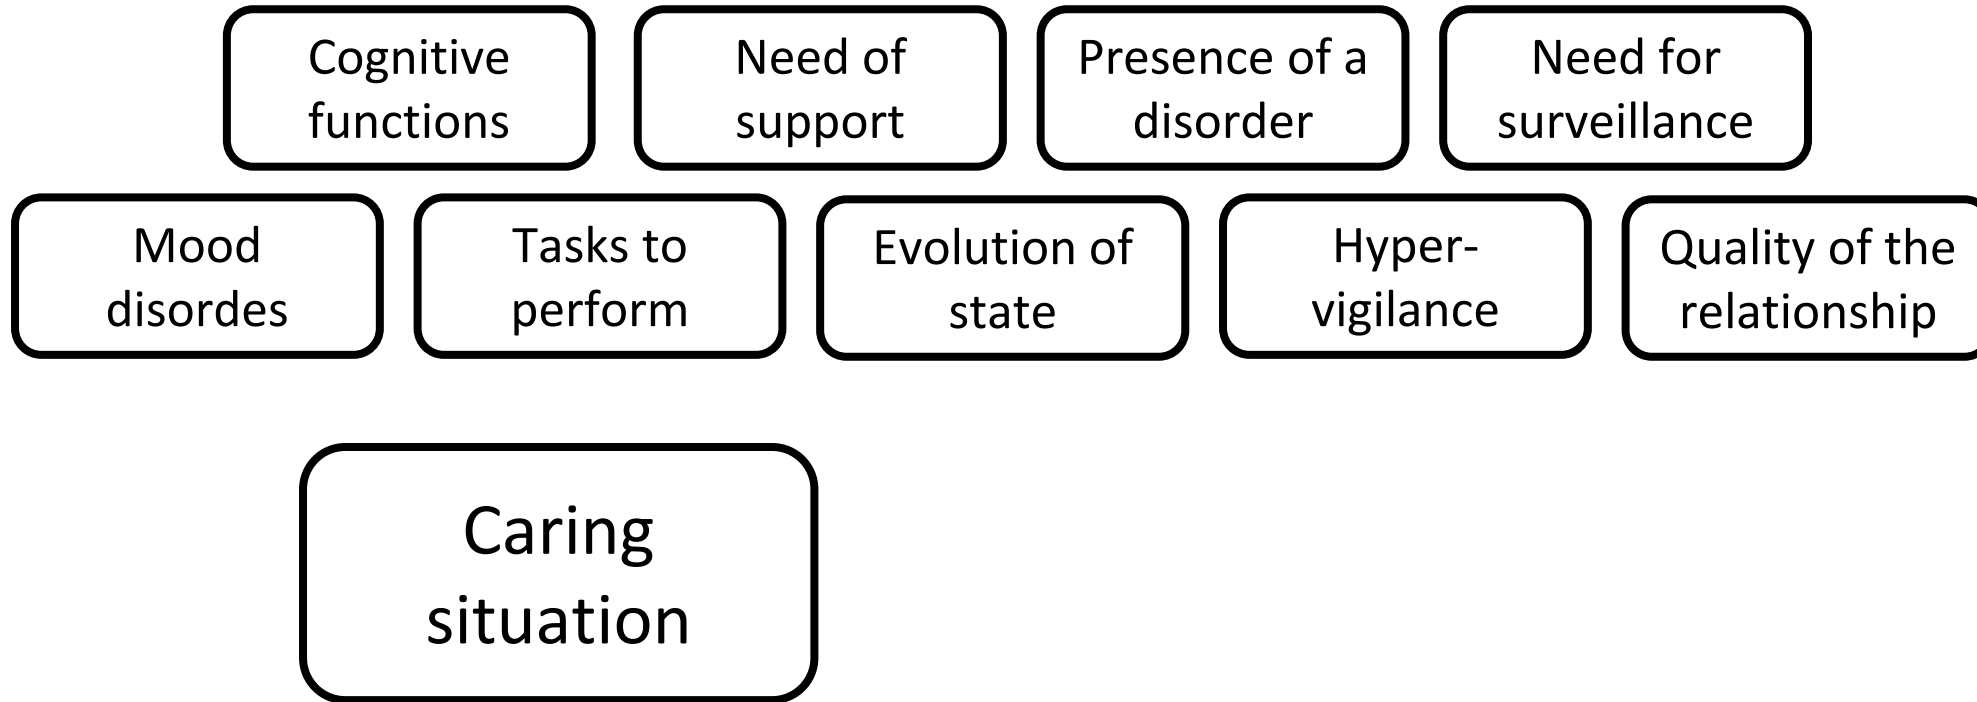 Cognitive
functions
Need of
support
Presence of a
disorder
Need for
surveillance
Mood
disordes
Tasks to
perform
Evolution of
state
Hyper-
vigilance
Quality of the
relationship
Caring
situation